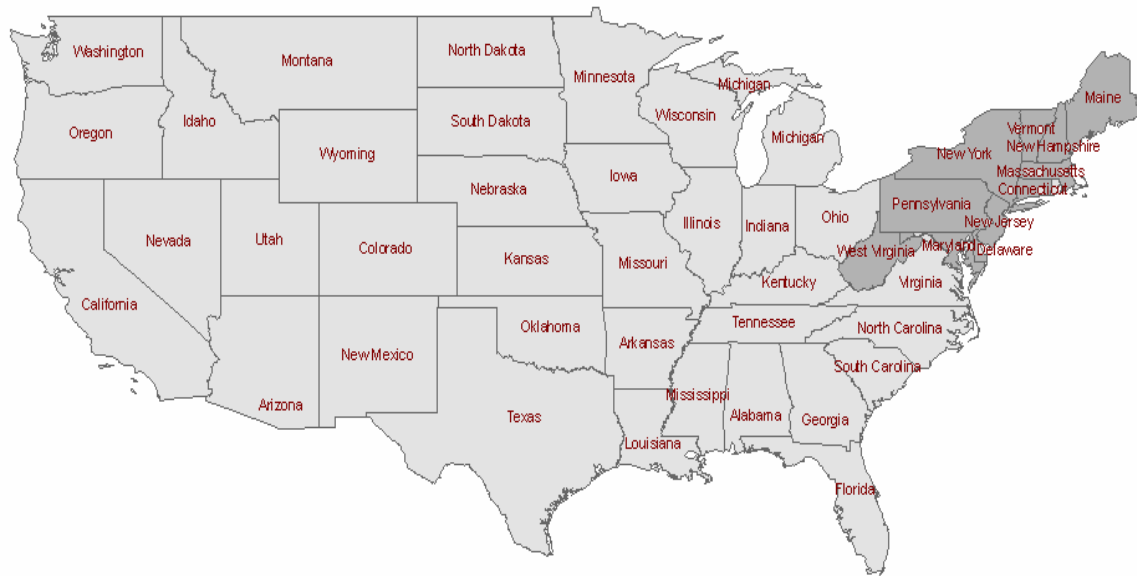 Washington
Montana
North Dakota
Minnesota
Michigan
Maine
Oregon
Idaho
South Dakota
Wisconsin
Michigan
Vermont
New Hampshire
Wyoming
New York
Massachusetts
Nebraska
Iowa
Connecticut
Pennsylvania
Nevada
Utah
Colorado
Illinois
Indiana
Ohio
New Jersey
Kansas
Missouri
West Virginia
Maryland
Delaware
California
Kentucky
Virginia
Oklahoma
Tennessee
North Carolina
New Mexico
Arkansas
South Carolina
Arizona
Texas
Mississippi
Alabama
Georgia
Louisiana
Florida